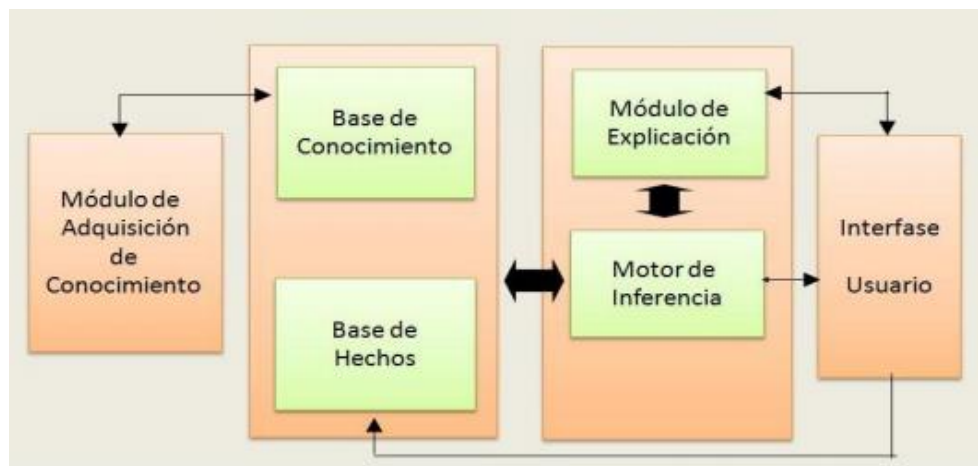 Módulo de
Adquisición
de
Conocimiento
Base de
Conocimiento
Base de
Hechos
Módulo de
Explicación
Motor de
Inferencia
Interfase
Usuario